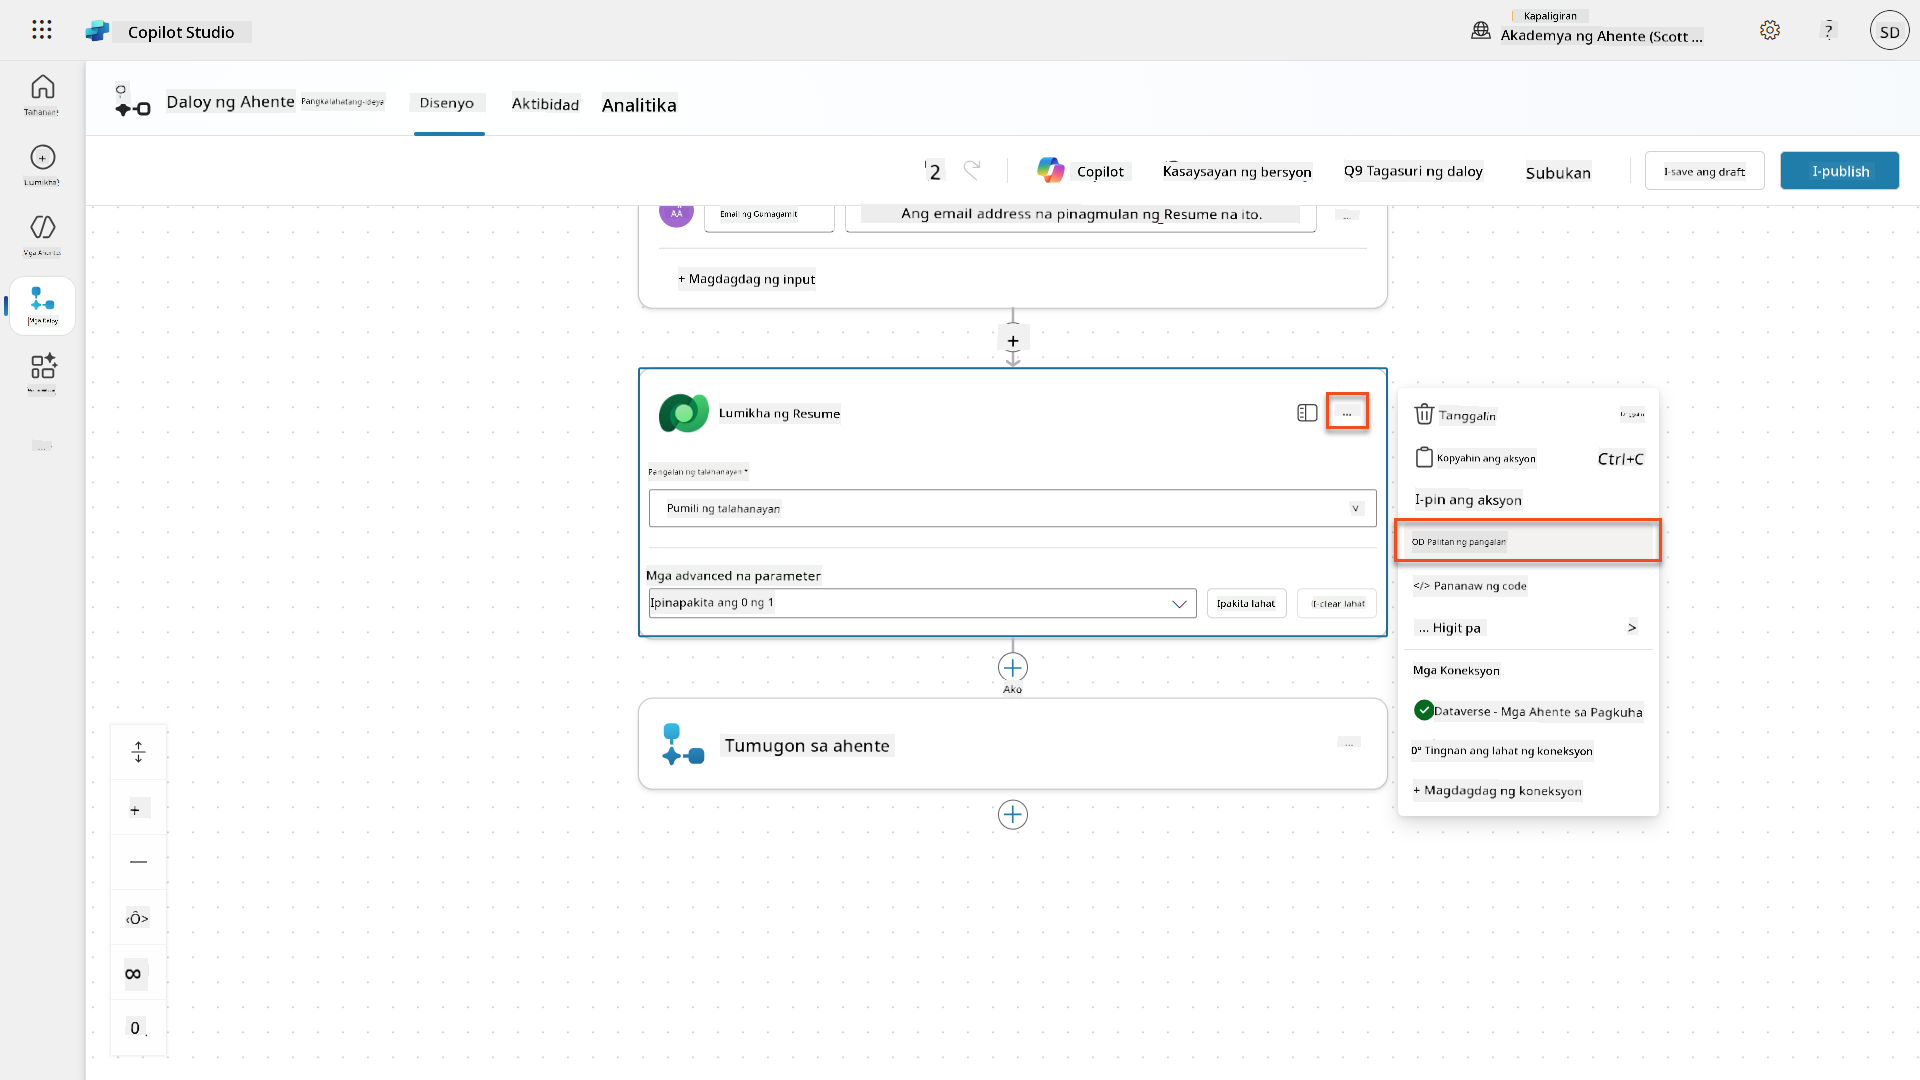 Copilot Studio
Kapaligiran
Akademya ng Ahente (Scott ...
?
SD
Tahanan
Lumikha
Mga Ahente
Mga Daloy
...
Daloy ng Ahente
Pangkalahatang-ideya
Disenyo
Aktibidad
Analitika
2
Copilot
Kasaysayan ng bersyon
Q9 Tagasuri ng daloy
Subukan
I-save ang draft
I-publish
AA
Email ng Gumagamit
Ang email address na pinagmulan ng Resume na ito.
...
+ Magdagdag ng input
+
Lumikha ng Resume
...
Pangalan ng talahanayan *
Pumili ng talahanayan
v
Mga advanced na parameter
Ipinapakita ang 0 ng 1
Ipakita lahat
I-clear lahat
Ako
Tumugon sa ahente
...
Tanggalin
Kopyahin ang aksyon
Ctrl+C
I-pin ang aksyon
OD Palitan ng pangalan
</> Pananaw ng code
... Higit pa
>
Mga Koneksyon
Dataverse - Mga Ahente sa Pagkuha
D° Tingnan ang lahat ng koneksyon
+ Magdagdag ng koneksyon
+
—
‹Ô>
∞
0